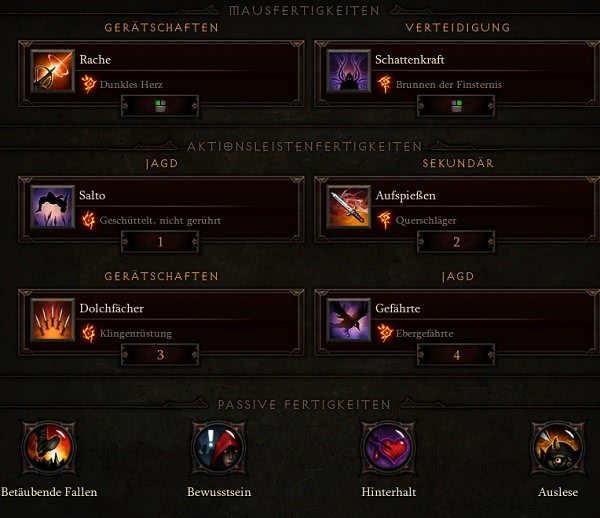 MAUSFERTIGKEITEN
GERÄTSCHAFTEN
VERTEIDIGUNG
Rache
Dunkles Herz
Schattenkraft
Brunnen der Finsternis
AKTIONSLEISTENFERTIGKEITEN
JAGD
SEKUNDÄR
Salto
Geschüttelt, nicht gerührt
1
Aufspießen
Querschläger
2
GERÄTSCHAFTEN
JAGD
Dolchfächer
Klingenrüstung
3
Gefährte
Ebergefährte
4
PASSIVE FERTIGKEITEN
Betäubende Fallen
Bewusstsein
Hinterhalt
Auslese